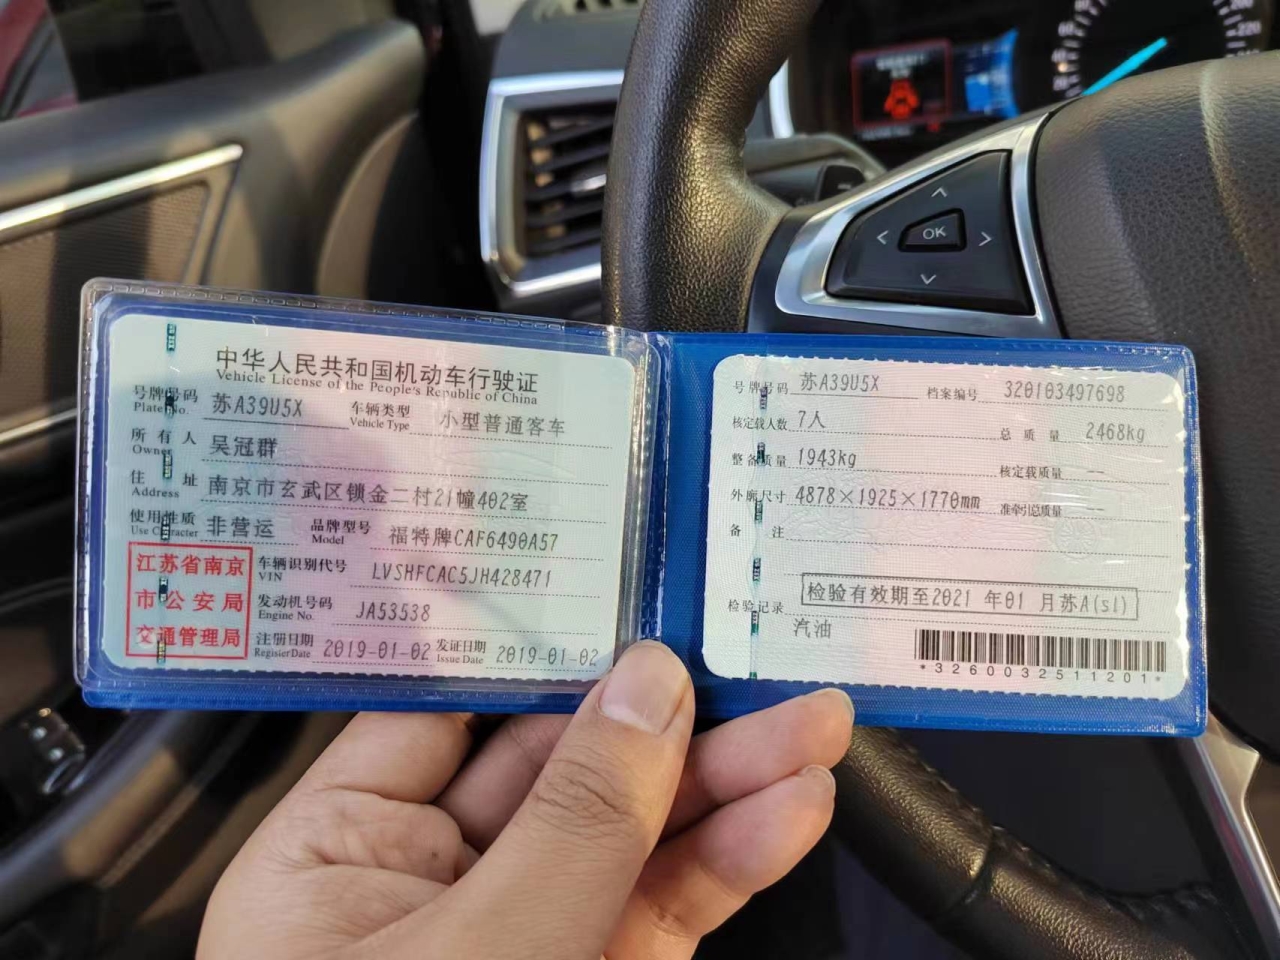 中华人民共和国机动车行驶证
Vehicle License of the People's Republic of China
号牌号码 苏A39U5X 车辆类型 小型普通客车
Plate No. Vehicle Type
所有人 吴冠群
Owner
住址 南京市玄武区锁金二村21幢402室
Address
使用性质 非营运 品牌型号 福特牌CAF6490A57
Use Character Model
江苏省南京
市公安局
交通管理局
车辆识别代号 LVSHFCAC5JH428471
VIN
发动机号码 JA53538
Engine No.
注册日期 2019-01-02 发证日期 2019-01-02
Register Date Issue Date
号牌号码 苏A39U5X 档案编号 320103497698
核定载人数 7人 总质量 2468kg
整备质量 1943kg 核定载质量 --
外廓尺寸 4878×1925×1770mm 准牵引总质量 --
备注
检验记录 检验有效期至2021 年01 月苏A(sl)
汽油
*3260032511201*
OK
220